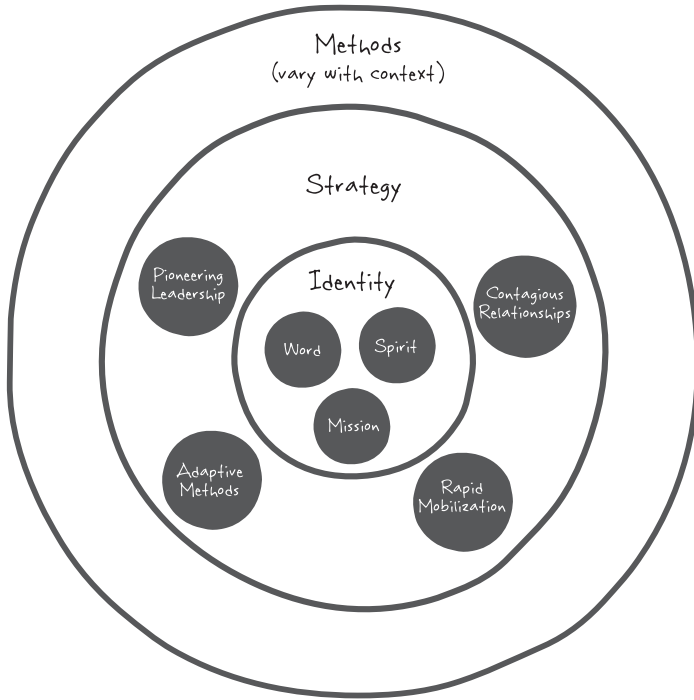 Methods
(vary with context)
Strategy
Pioneering
Leadership
Contagious
Relationships
Identity
Word
Spirit
Mission
Adaptive
Methods
Rapid
Mobilization